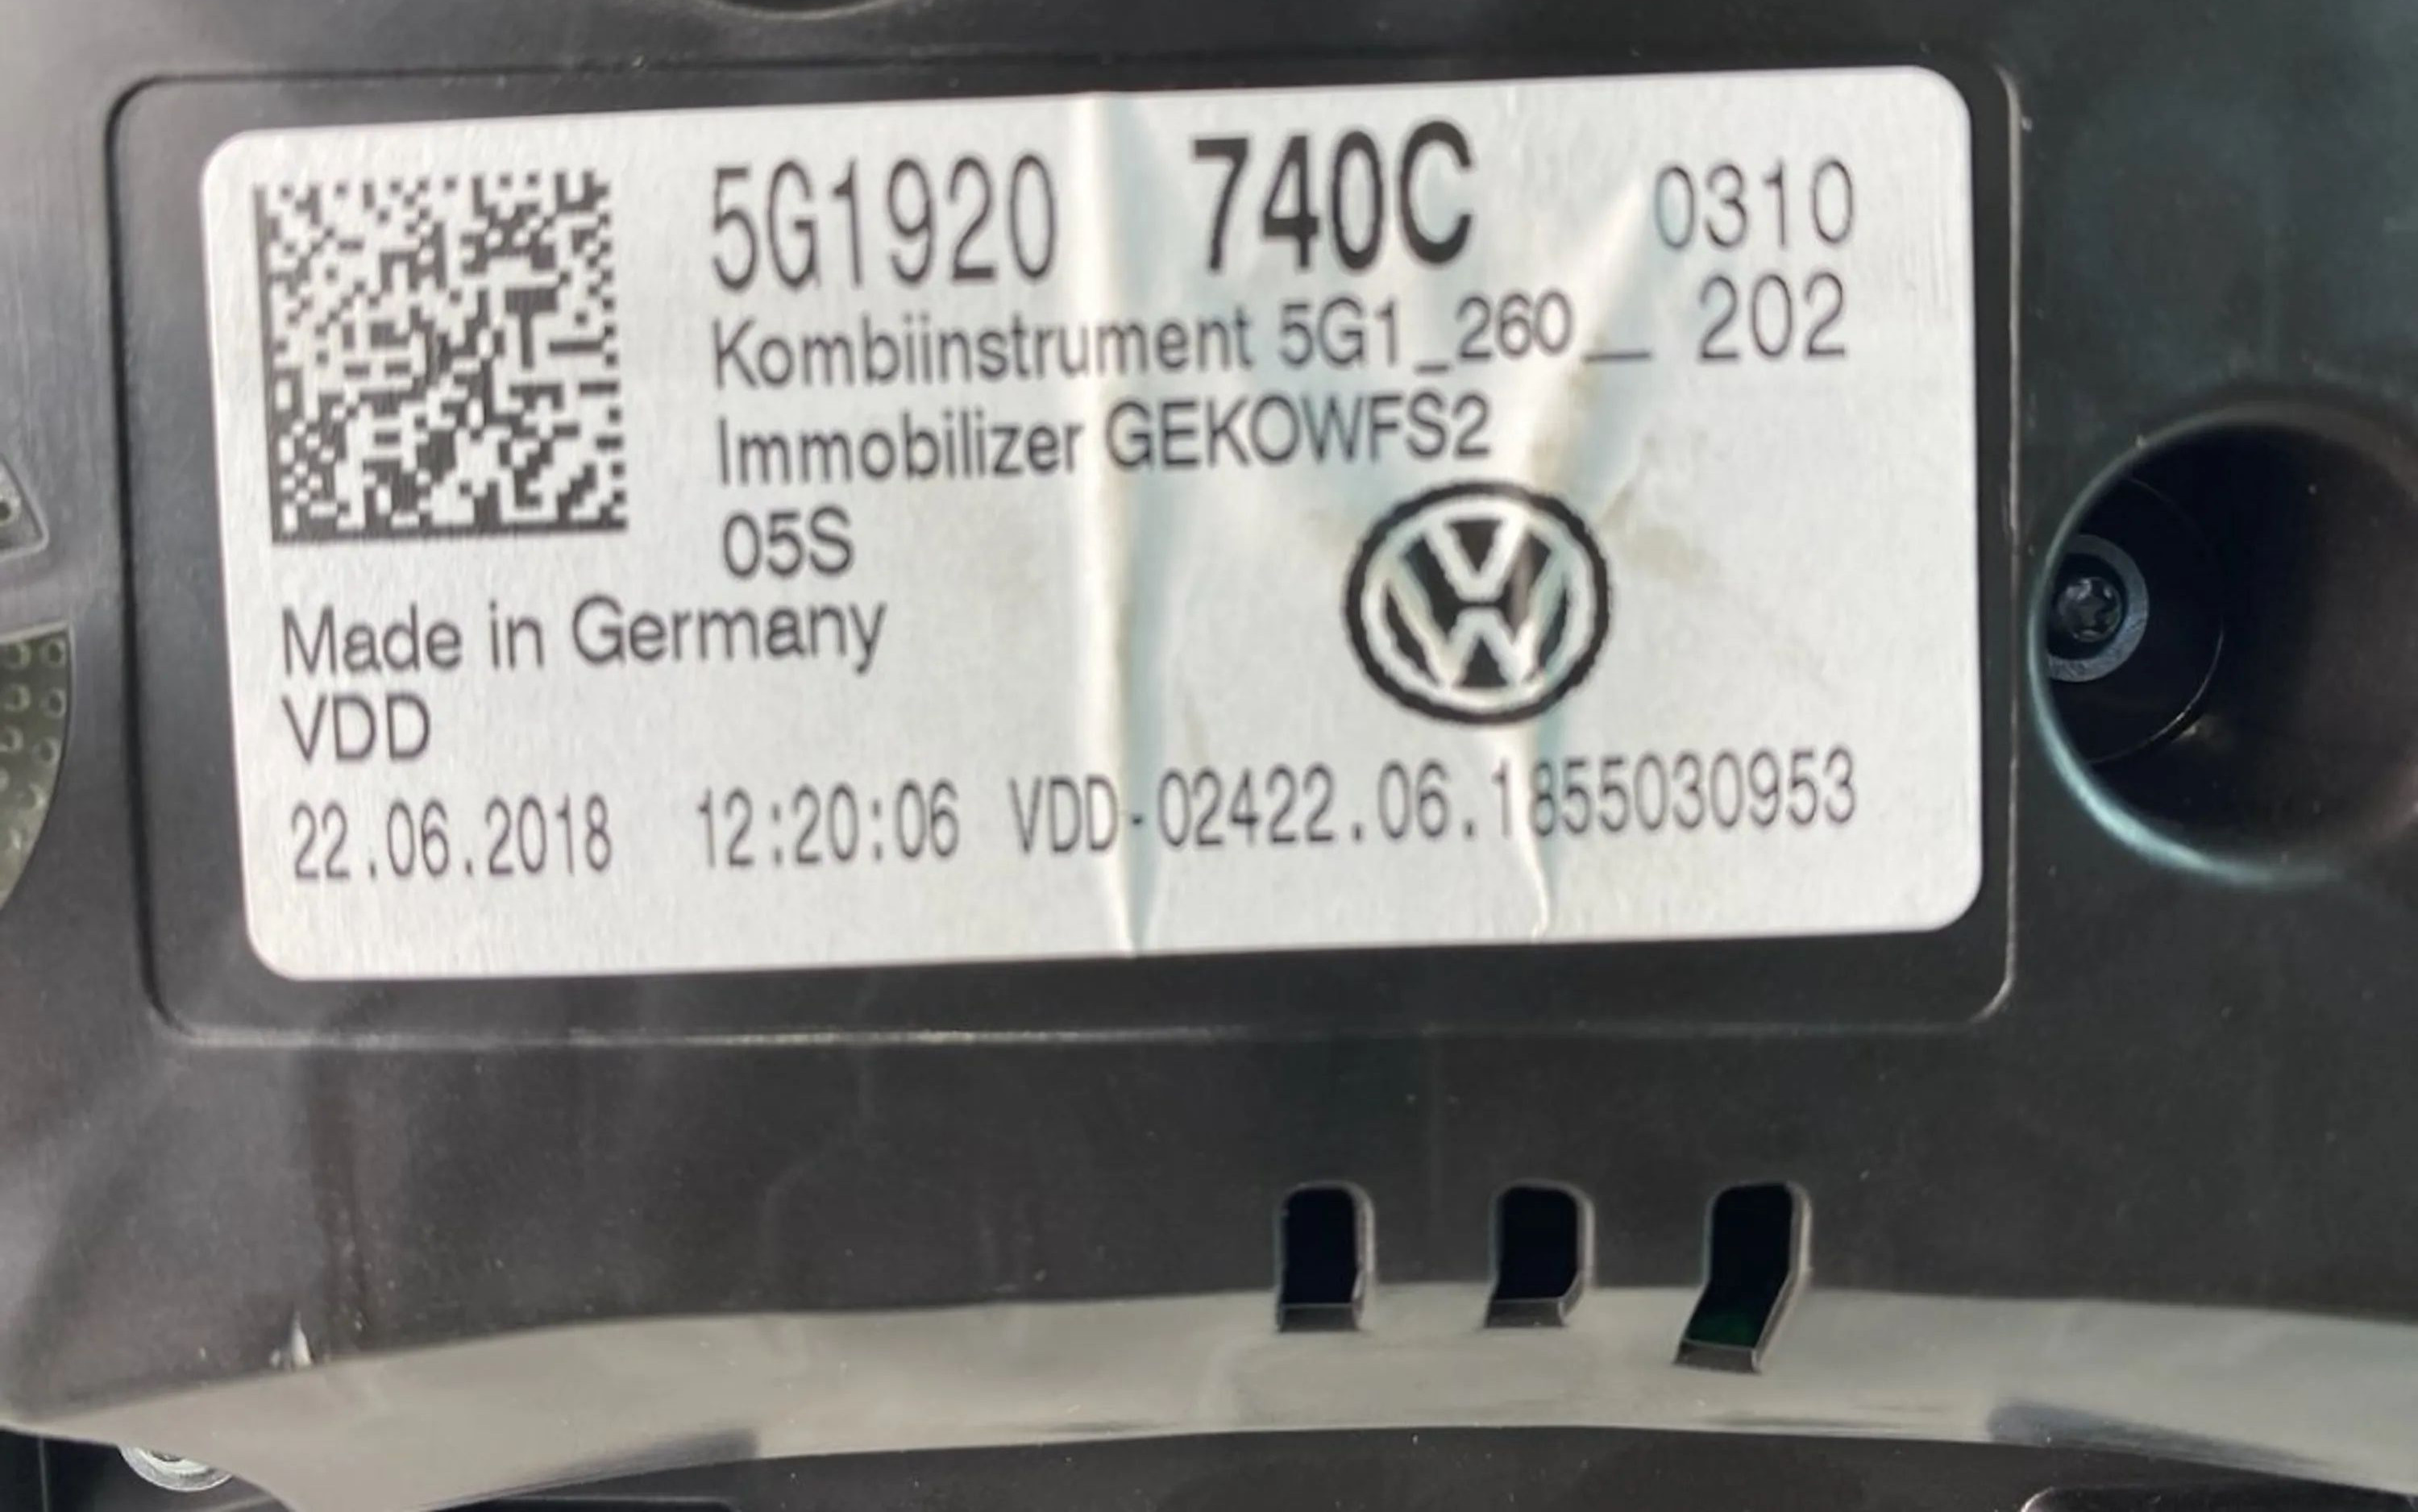 5G1920 740C 0310
Kombiinstrument 5G1_260__ 202
Immobilizer GEKOWFS2
05S
Made in Germany
VDD
22.06.2018 12:20:06 VDD-02422.06.1855030953